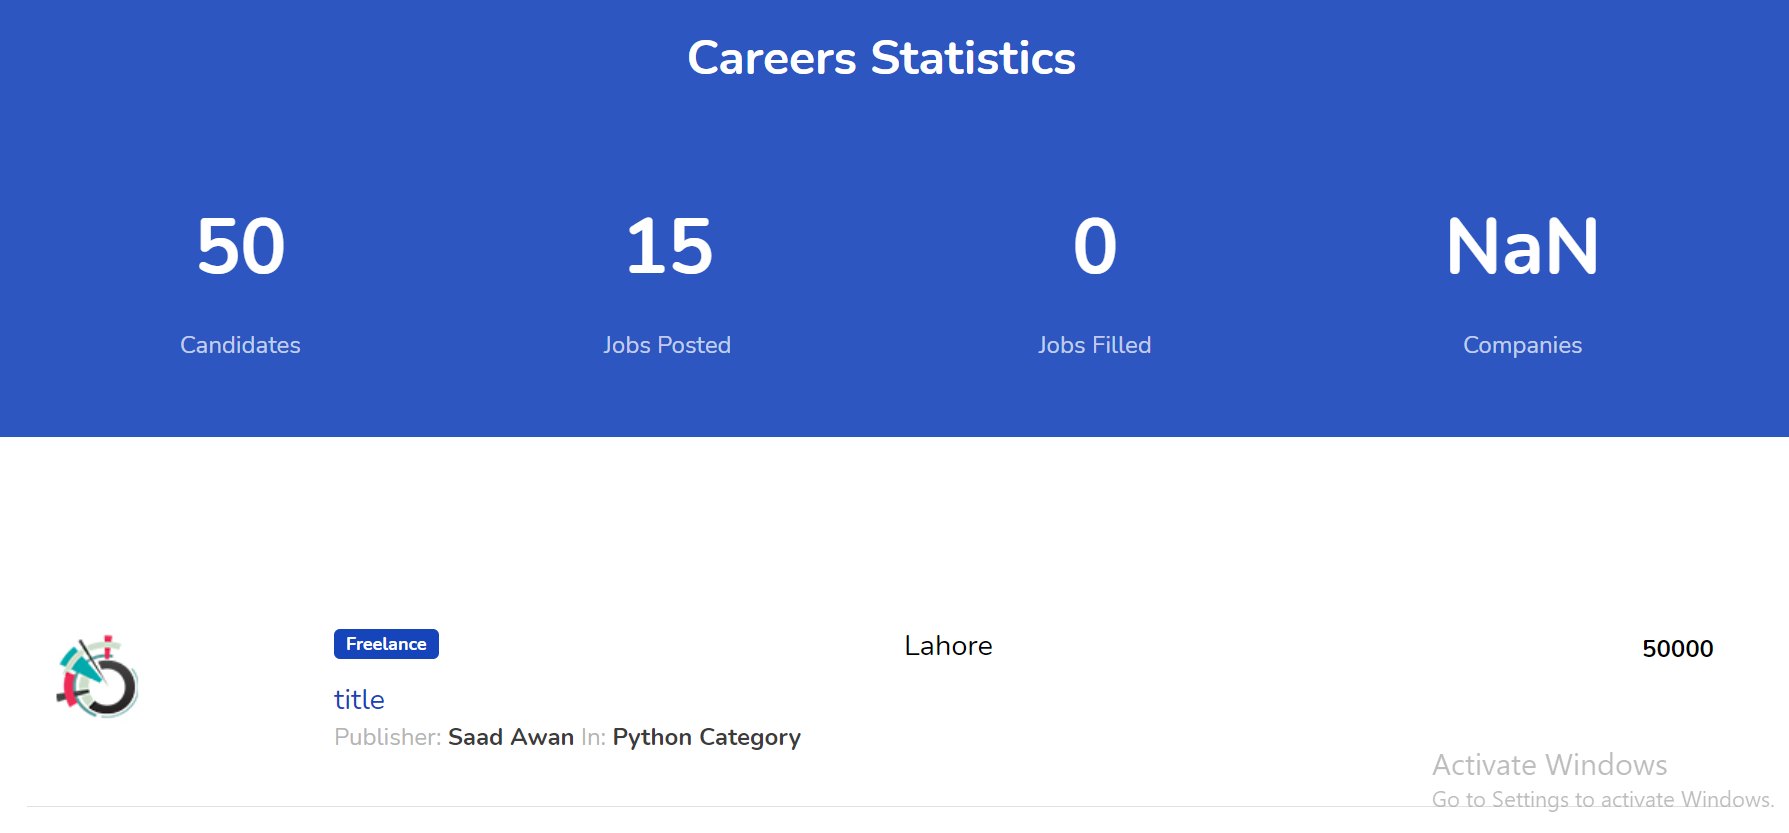 Careers Statistics
50
15
0
NaN
Candidates
Jobs Posted
Jobs Filled
Companies
Freelance
Lahore
50000
title
Publisher: Saad Awan In: Python Category
Activate Windows
Go to Settings to activate Windows.